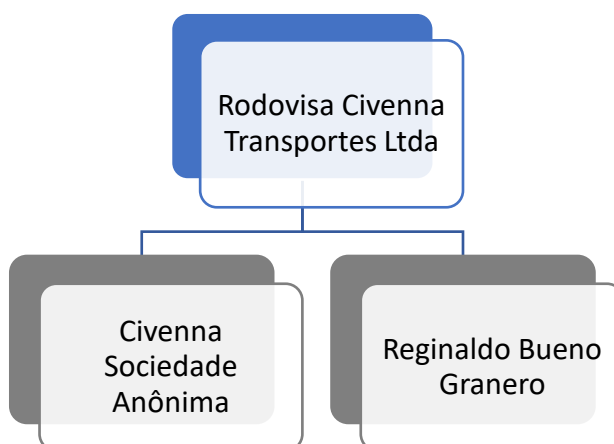 Rodovisa Civenna
Transportes Ltda
Civenna
Sociedade
Anônima
Reginaldo Bueno
Granero